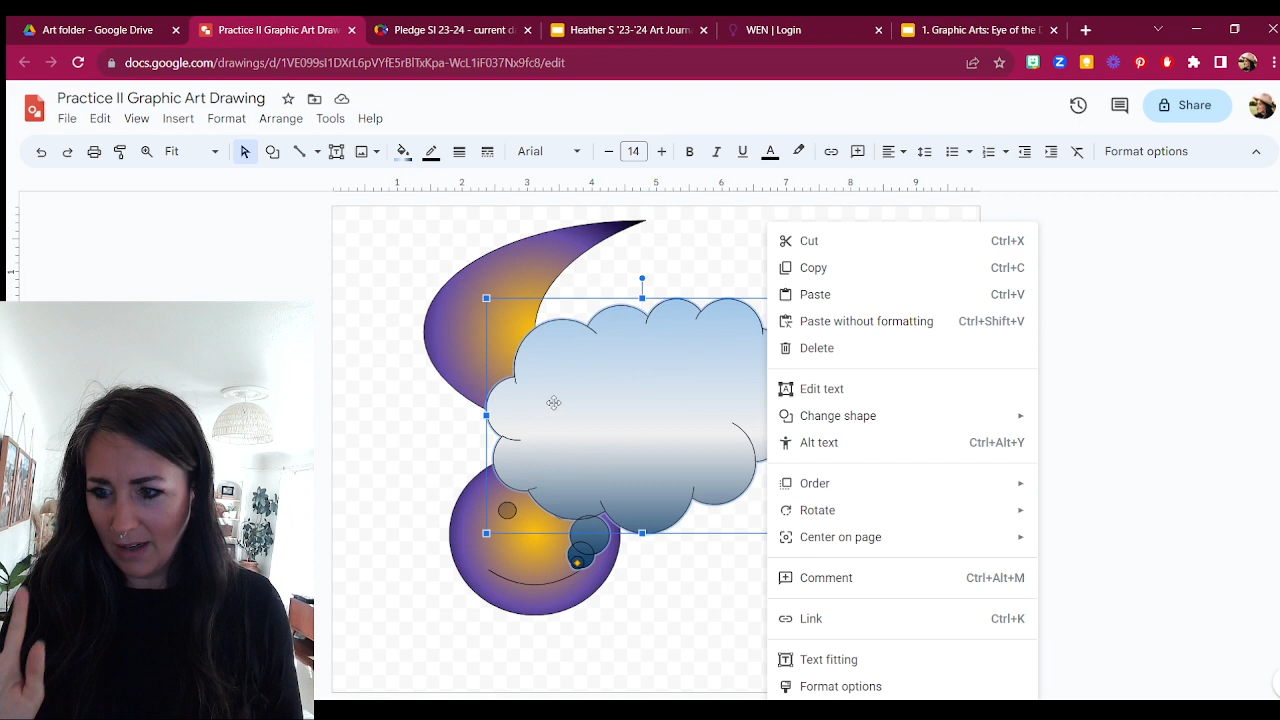 Art folder - Google Drive
Practice II Graphic Art Draw
Pledge SI 23-24 - current d
Heather S '23-'24 Art Journa
WEN | Login
1. Graphic Arts: Eye of the D
docs.google.com/drawings/d/1VE099sI1DXrL6pVYfE5rBlTxKpa-WcL1iF037Nx9fc8/edit
Practice II Graphic Art Drawing
File Edit View Insert Format Arrange Tools Help
Share
Fit Arial 14 B I U A Format options
1 2 3 4 5 6 7 8 9
1
Cut Ctrl+X
Copy Ctrl+C
Paste Ctrl+V
Paste without formatting Ctrl+Shift+V
Delete
Edit text
Change shape
Alt text Ctrl+Alt+Y
Order
Rotate
Center on page
Comment Ctrl+Alt+M
Link Ctrl+K
Text fitting
Format options